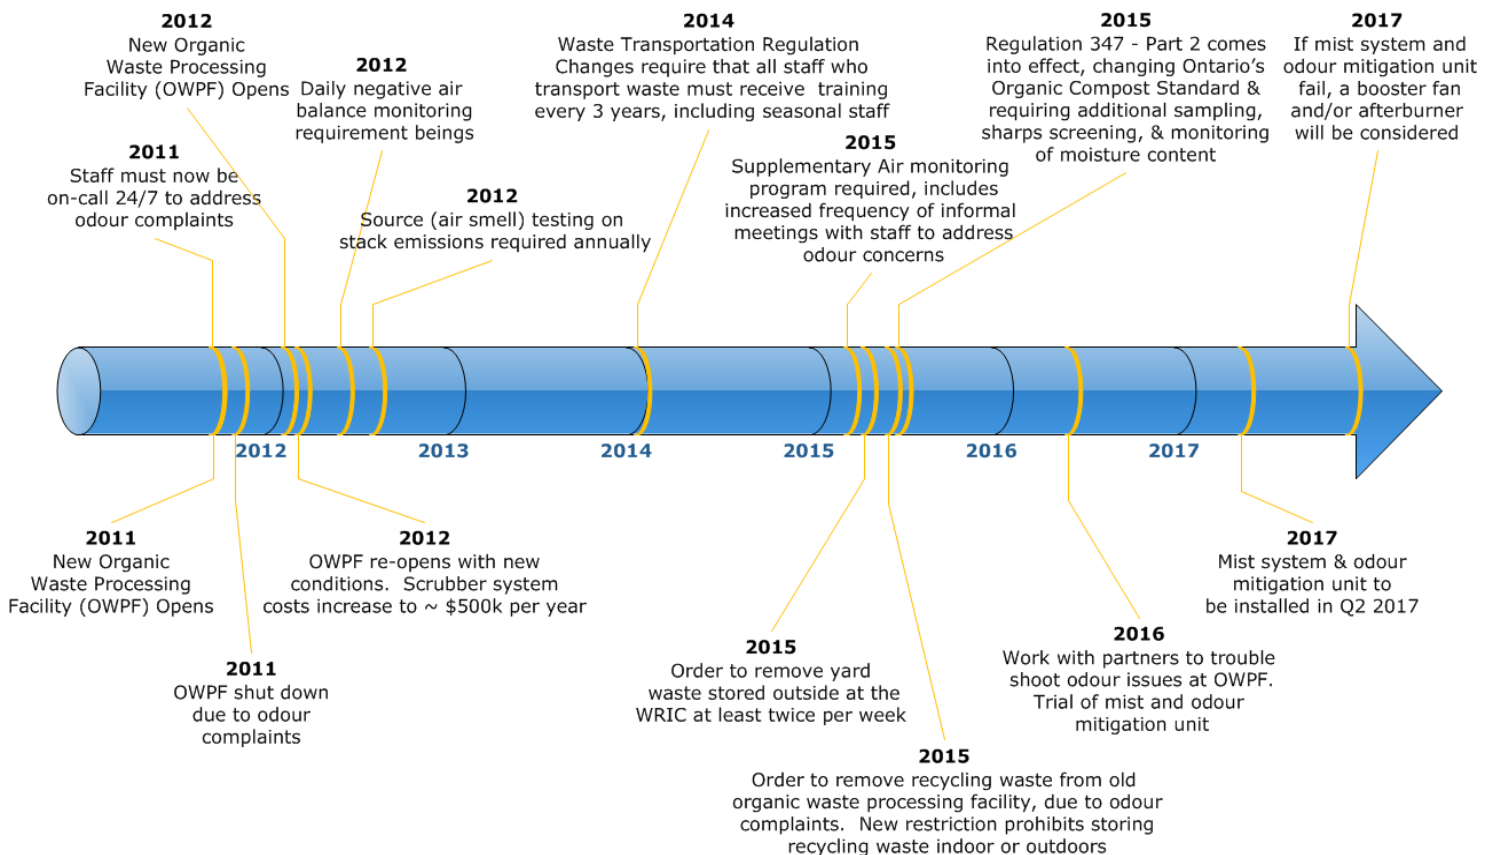 2012
New Organic
Waste Processing
Facility (OWPF) Opens
2012
Daily negative air
balance monitoring
requirement beings
2011
Staff must now be
on-call 24/7 to address
odour complaints
2012
Source (air smell) testing on
stack emissions required annually
2014
Waste Transportation Regulation
Changes require that all staff who
transport waste must receive training
every 3 years, including seasonal staff
2015
Supplementary Air monitoring
program required, includes
increased frequency of informal
meetings with staff to address
odour concerns
2015
Regulation 347 - Part 2 comes
into effect, changing Ontario's
Organic Compost Standard &
requiring additional sampling,
sharps screening, & monitoring
of moisture content
2017
If mist system and
odour mitigation unit
fail, a booster fan
and/or afterburner
will be considered
2012
2013
2014
2015
2016
2017
2011
New Organic
Waste Processing
Facility (OWPF) Opens
2011
OWPF shut down
due to odour
complaints
2012
OWPF re-opens with new
conditions. Scrubber system
costs increase to ~ $500k per year
2015
Order to remove yard
waste stored outside at the
WRIC at least twice per week
2015
Order to remove recycling waste from old
organic waste processing facility, due to odour
complaints. New restriction prohibits storing
recycling waste indoor or outdoors
2016
Work with partners to trouble
shoot odour issues at OWPF.
Trial of mist and odour
mitigation unit
2017
Mist system & odour
mitigation unit to
be installed in Q2 2017